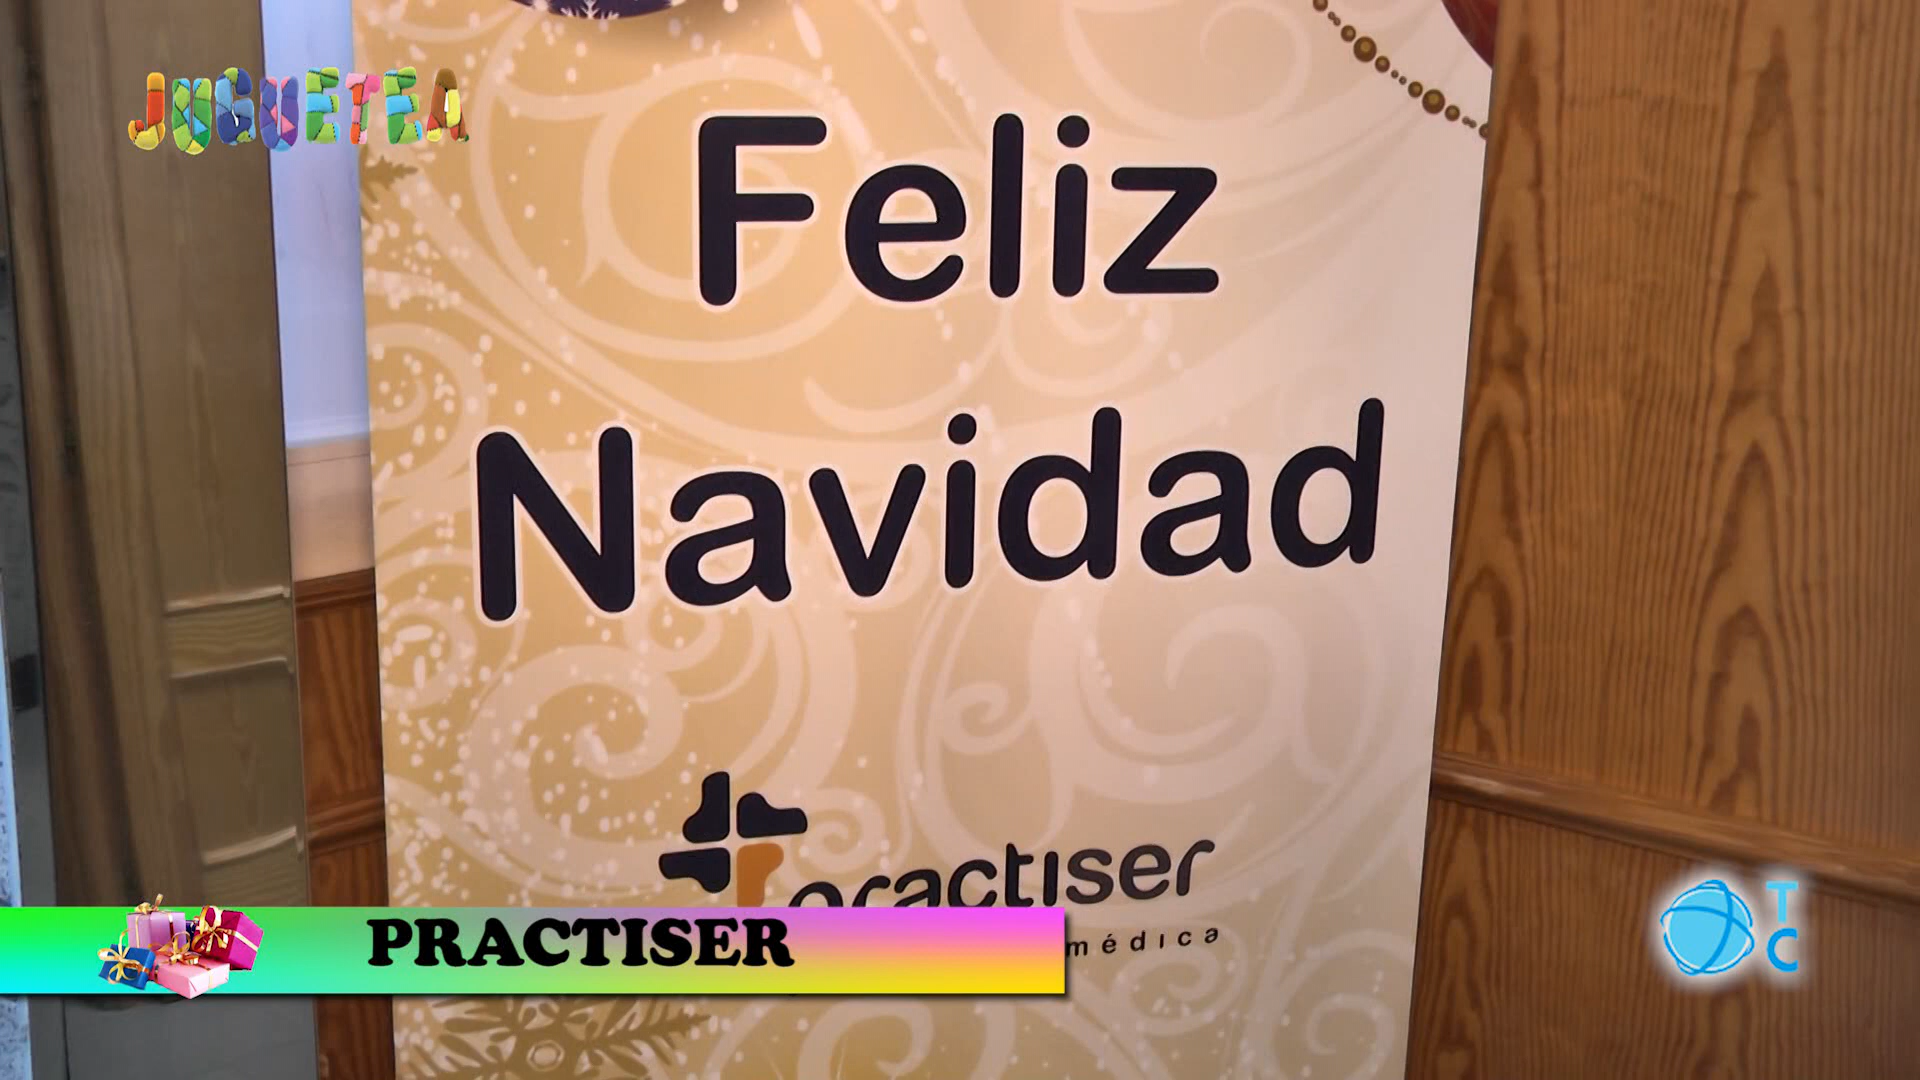 JUGUETEA
Feliz
Navidad
practiser
médica
PRACTISER
TC